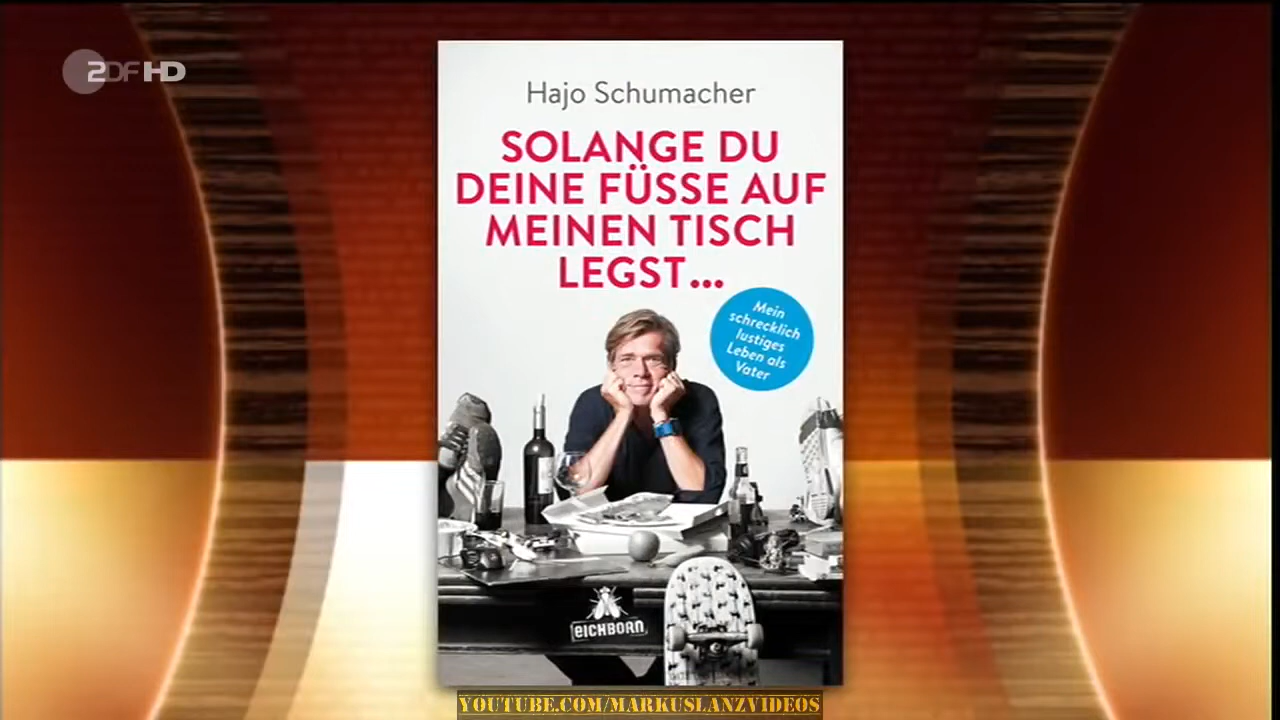 ZDF HD
Hajo Schumacher
SOLANGE DU
DEINE FÜSSE AUF
MEINEN TISCH
LEGST...
Mein
schrecklich
lustiges
Leben als
Vater
EICHBORN
YOUTUBE.COM/MARKUSLANZVIDEOS